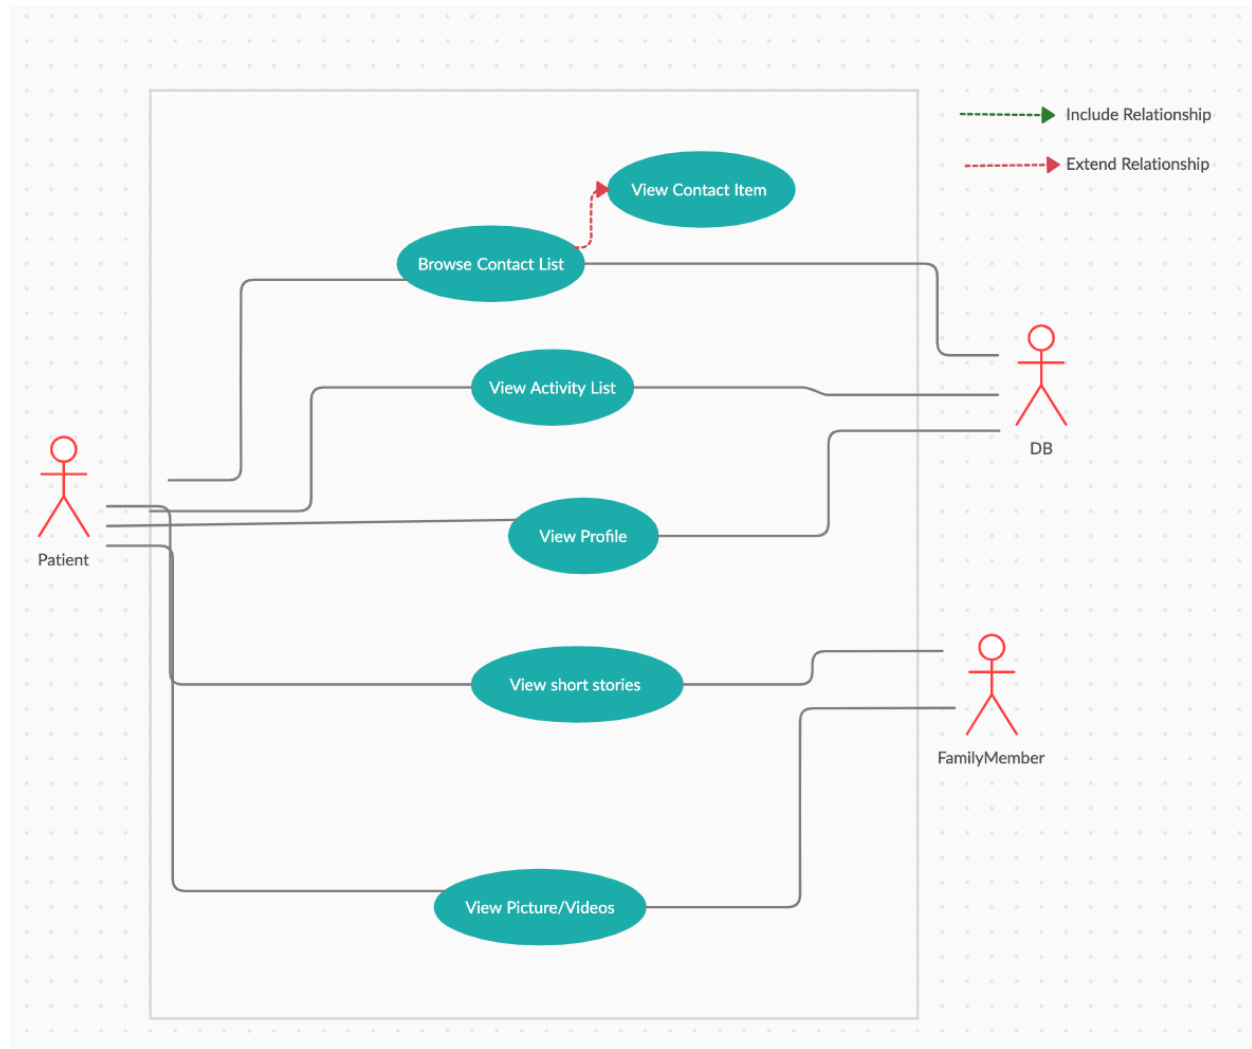 Include Relationship
Extend Relationship
View Contact Item
Browse Contact List
View Activity List
DB
View Profile
Patient
View short stories
FamilyMember
View Picture/Videos